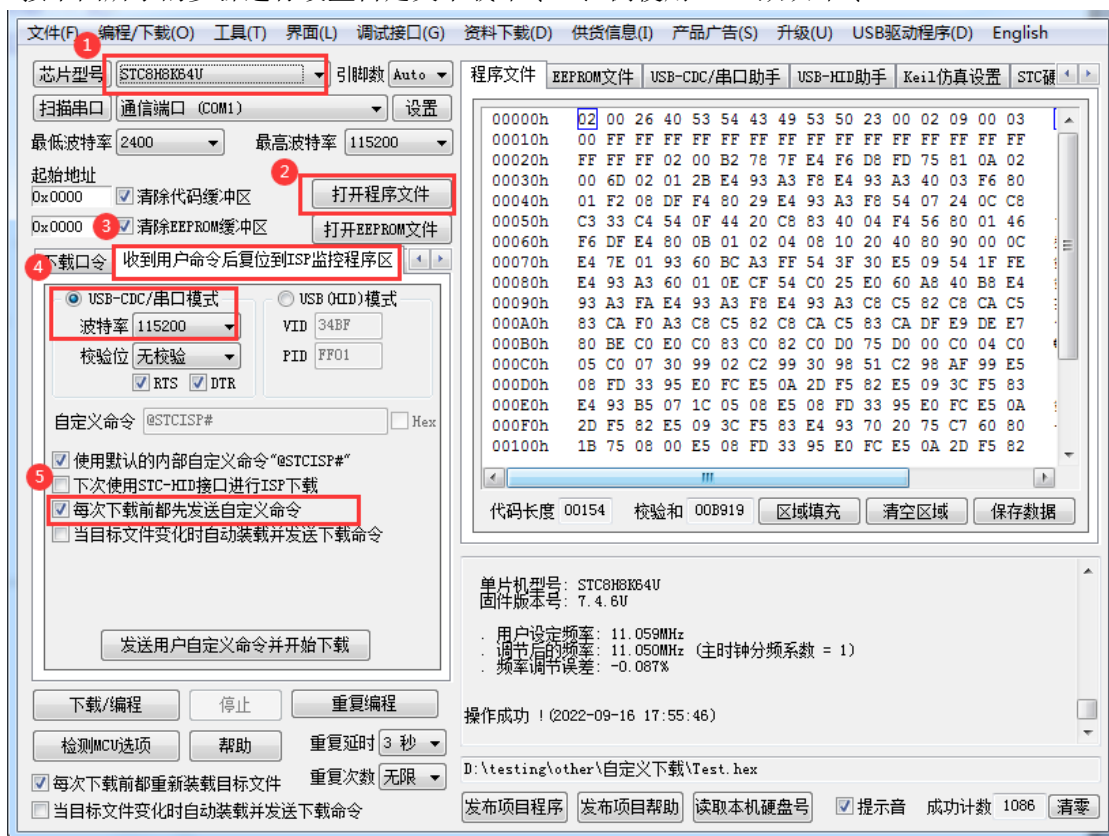 文件(F) 编程/下载(O) 工具(T) 界面(L) 调试接口(G) 资料下载(D) 供货信息(I) 产品广告(S) 升级(U) USB驱动程序(D) English
1
芯片型号 STC8H8K64U 引脚数 Auto
扫描串口 通信端口 (COM1) 设置
最低波特率 2400 最高波特率 115200
起始地址
2
0x0000 清除代码缓冲区 打开程序文件
0x0000 3 清除EEPROM缓冲区 打开EEPROM文件
4 下载口令 收到用户命令后复位到ISP监控程序区
USB-CDC/串口模式 USB(HID)模式
波特率 115200 VID 34BF
校验位 无校验 PID FF01
RTS DTR
自定义命令 @STCISP# Hex
使用默认的内部自定义命令“@STCISP#“
5 下次使用STC-HID接口进行ISP下载
每次下载前都先发送自定义命令
当目标文件变化时自动装载并发送下载命令
发送用户自定义命令并开始下载
下载/编程 停止 重复编程
检测MCU选项 帮助 重复延时 3 秒
每次下载前都重新装载目标文件 重复次数 无限
当目标文件变化时自动装载并发送下载命令
程序文件 EEPROM文件 USB-CDC/串口助手 USB-HID助手 Keil仿真设置 STC硬
00000h 02 00 26 40 53 54 43 49 53 50 23 00 02 09 00 03
00010h 00 FF FF FF FF FF FF FF FF FF FF FF FF FF FF FF
00020h FF FF FF 02 00 B2 78 7F E4 F6 D8 FD 75 81 0A 02
00030h 00 6D 02 01 2B E4 93 A3 F8 E4 93 A3 40 03 F6 80
00040h 01 F2 08 DF F4 80 29 E4 93 A3 F8 54 07 24 0C C8
00050h C3 33 C4 54 0F 44 20 C8 83 40 04 F4 56 80 01 46
00060h F6 DF E4 80 0B 01 02 04 08 10 20 40 80 90 00 0C
00070h E4 7E 01 93 60 BC A3 FF 54 3F 30 E5 09 54 1F FE
00080h E4 93 A3 60 01 0E CF 54 C0 25 E0 60 A8 40 B8 E4
00090h 93 A3 FA E4 93 A3 F8 E4 93 A3 C8 C5 82 C8 CA C5
000A0h 83 CA F0 A3 C8 C5 82 C8 CA C5 83 CA DF E9 DE E7
000B0h 80 BE C0 E0 C0 83 C0 82 C0 D0 75 D0 00 C0 04 C0
000C0h 05 C0 07 30 99 02 C2 99 30 98 51 C2 98 AF 99 E5
000D0h 08 FD 33 95 E0 FC E5 0A 2D F5 82 E5 09 3C F5 83
000E0h E4 93 B5 07 1C 05 08 E5 08 FD 33 95 E0 FC E5 0A
000F0h 2D F5 82 E5 09 3C F5 83 E4 93 70 20 75 C7 60 80
00100h 1B 75 08 00 E5 08 FD 33 95 E0 FC E5 0A 2D F5 82
代码长度 00154 校验和 00B919 区域填充 清空区域 保存数据
单片机型号: STC8H8K64U
固件版本号: 7.4.6U
. 用户设定频率: 11.059MHz
. 调节后的频率: 11.050MHz (主时钟分频系数 = 1)
. 频率调节误差: -0.087%
操作成功 !(2022-09-16 17:55:46)
D:\testing\other\自定义下载\Test.hex
发布项目程序 发布项目帮助 读取本机硬盘号 提示音 成功计数 1086 清零